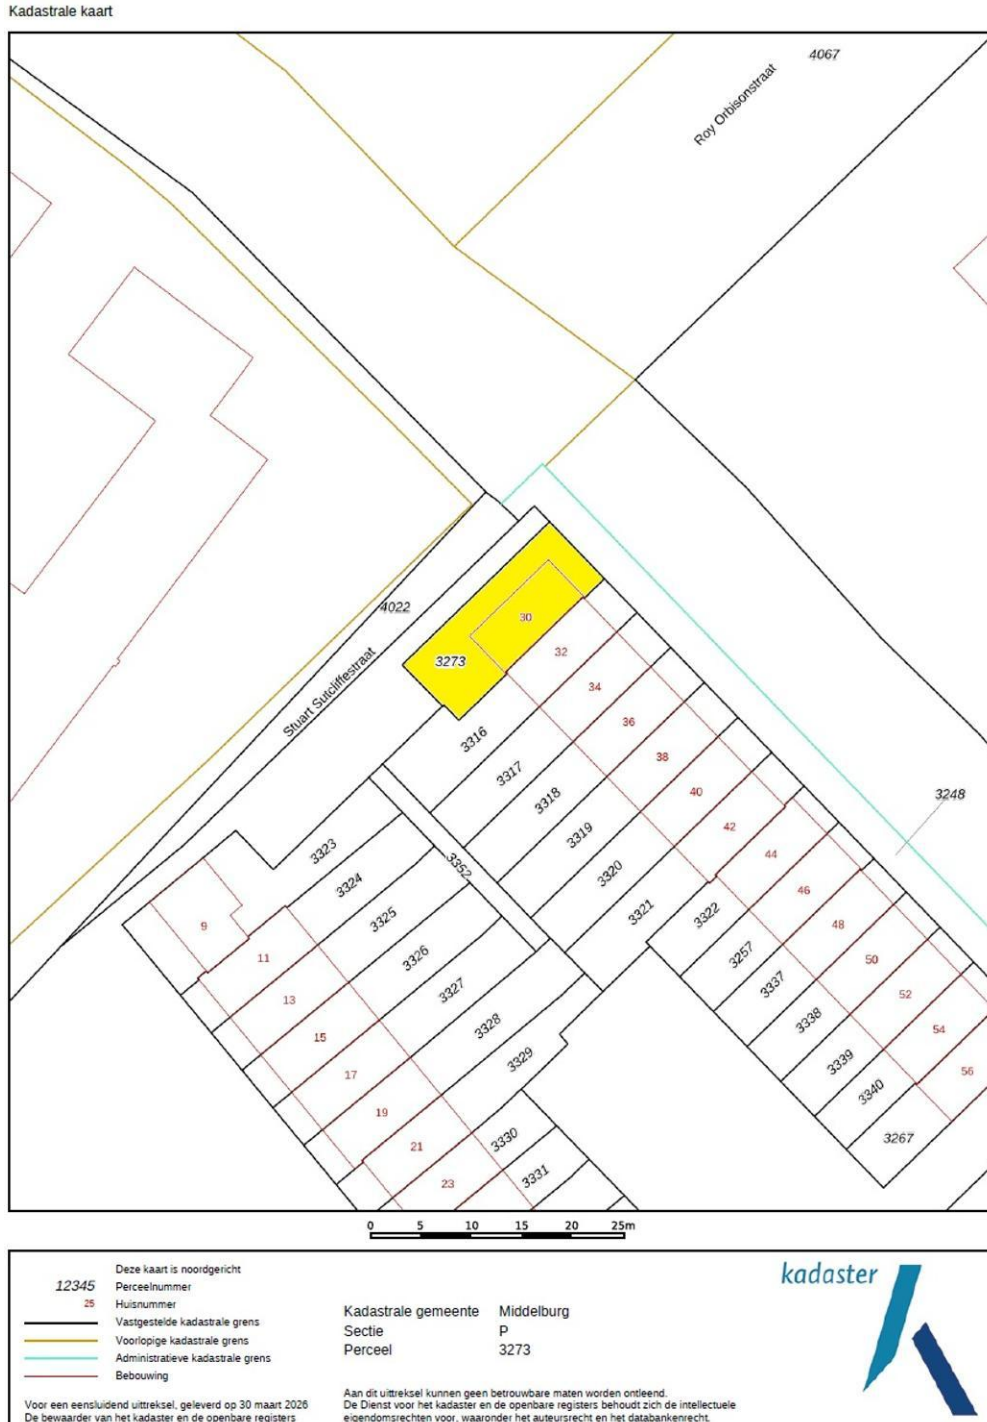 Kadastrale kaart
4067
Roy Orbisonstraat
4022
30
3273
32
Stuart Sutcliffestraat
34
36
3316
38
3317
40
3248
3318
42
3319
44
3323
3352
3320
46
3324
3321
3322
48
3325
9
3257
50
3326
11
3337
52
3327
13
3338
54
3328
15
3339
56
3329
17
3340
19
3267
3330
21
3331
23
0 5 10 15 20 25m
Deze kaart is noordgericht
12345 Perceelnummer
25 Huisnummer
Vastgestelde kadastrale grens
Voorlopige kadastrale grens
Administratieve kadastrale grens
Bebouwing
Voor een eensluidend uittreksel, geleverd op 30 maart 2026
De bewaarder van het kadaster en de openbare registers
Kadastrale gemeente Middelburg
Sectie P
Perceel 3273
Aan dit uittreksel kunnen geen betrouwbare maten worden ontleend.
De Dienst voor het kadaster en de openbare registers behoudt zich de intellectuele
eigendomsrechten voor, waaronder het auteursrecht en het databankenrecht.
kadaster